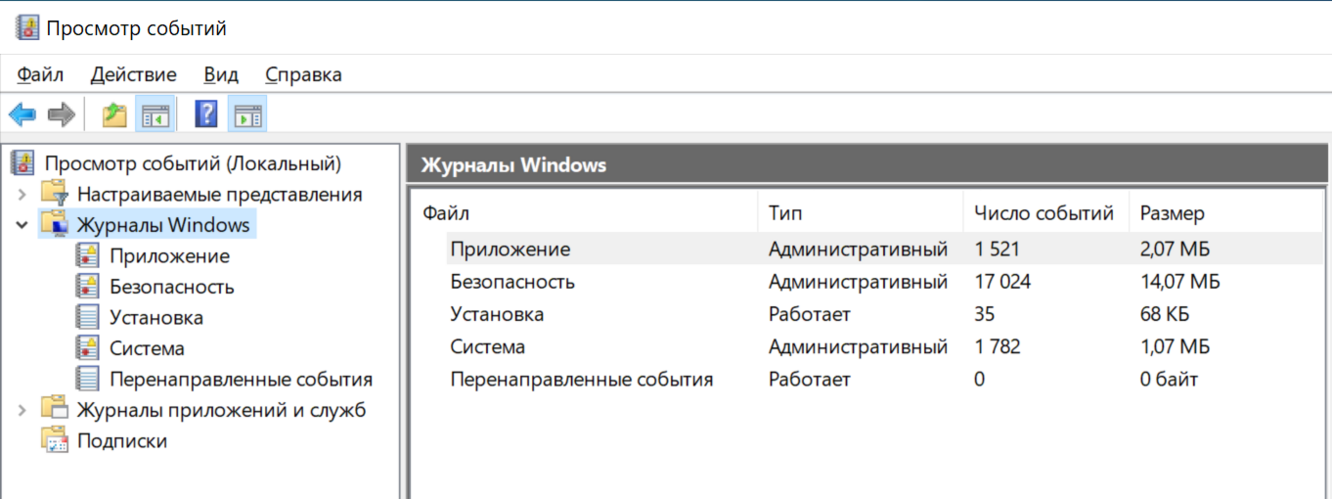 Просмотр событий
Файл Действие Вид Справка
Просмотр событий (Локальный)
Настраиваемые представления
Журналы Windows
Приложение
Безопасность
Установка
Система
Перенаправленные события
Журналы приложений и служб
Подписки
Журналы Windows
Файл Тип Число событий Размер
Приложение Административный 1 521 2,07 МБ
Безопасность Административный 17 024 14,07 МБ
Установка Работает 35 68 КБ
Система Административный 1 782 1,07 МБ
Перенаправленные события Работает 0 0 байт